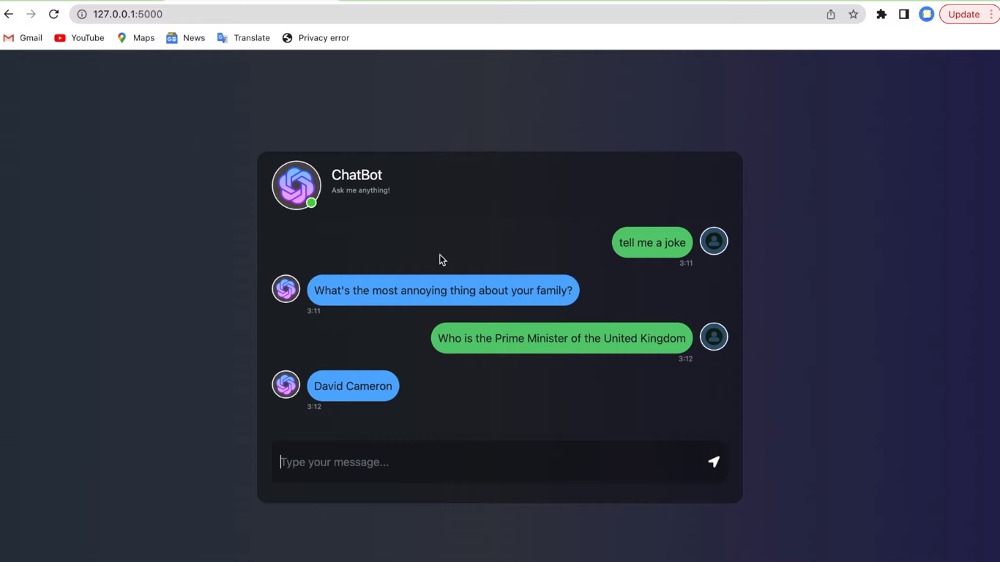 127.0.0.1:5000
Update
Gmail YouTube Maps News Translate Privacy error
ChatBot
Ask me anything!
tell me a joke
3:11
What's the most annoying thing about your family?
3:11
Who is the Prime Minister of the United Kingdom
3:12
David Cameron
3:12
Type your message...